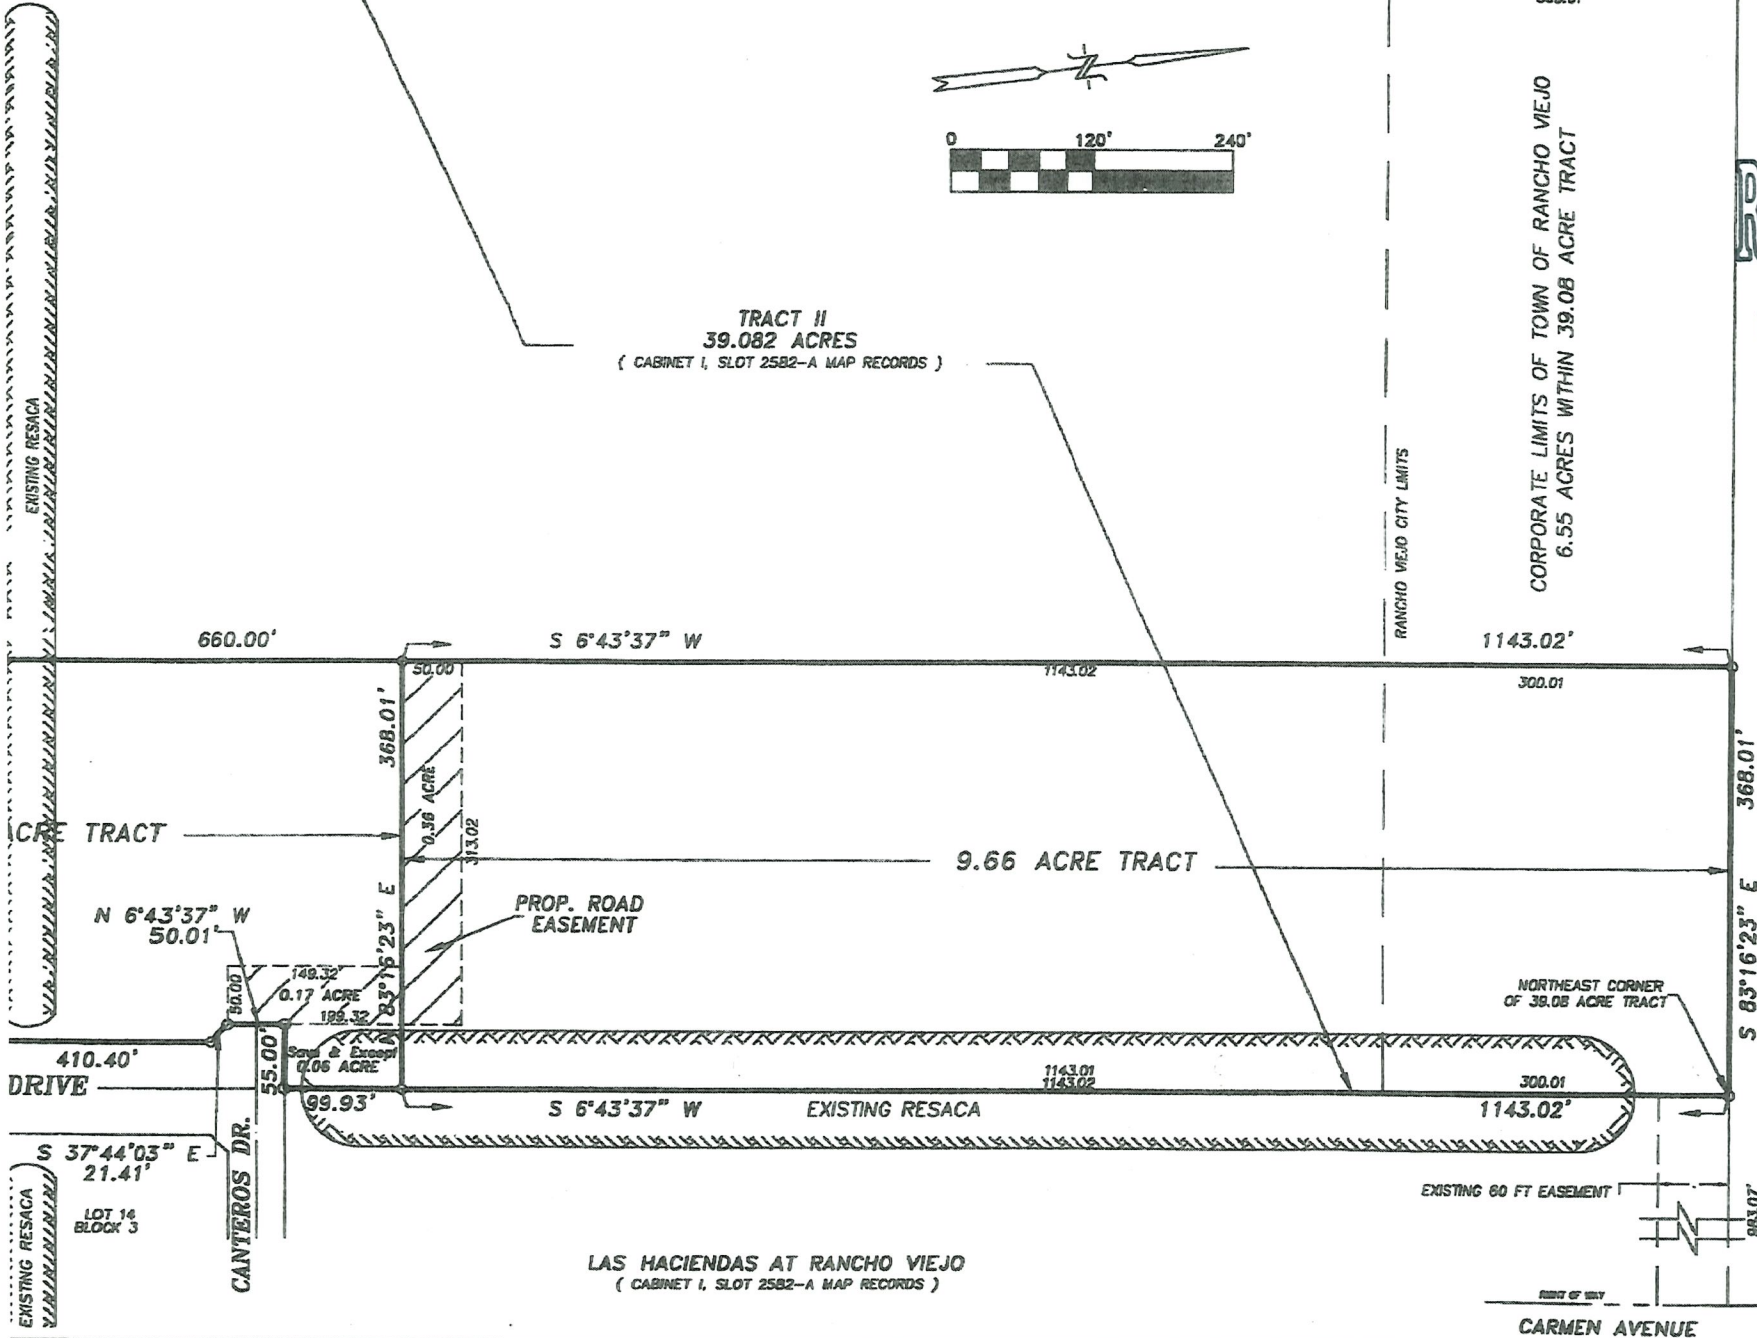 0 120' 240'
CORPORATE LIMITS OF TOWN OF RANCHO VIEJO
6.55 ACRES WITHIN 39.08 ACRE TRACT
TRACT II
39.082 ACRES
( CABINET I, SLOT 2582-A MAP RECORDS )
EXISTING RESACA
RANCHO VIEJO CITY LIMITS
660.00'
S 6°43'37" W
1143.02'
50.00
1143.02
300.01
368.01'
368.01'
0.36 ACRE
313.02
ACRE TRACT
9.66 ACRE TRACT
N 6°43'37" W
50.01'
PROP. ROAD
EASEMENT
N 83°16'23" E
S 83°16'23" E
50.00
149.32'
0.17 ACRE
199.32
NORTHEAST CORNER
OF 39.08 ACRE TRACT
410.40'
DRIVE
55.00'
Save & Except
0.06 ACRE
1143.01
1143.02
300.01
99.93'
S 6°43'37" W
EXISTING RESACA
1143.02'
S 37°44'03" E
21.41'
LOT 14
BLOCK 3
EXISTING RESACA
CANTEROS DR.
EXISTING 60 FT EASEMENT
983.07'
LAS HACIENDAS AT RANCHO VIEJO
( CABINET I, SLOT 2582-A MAP RECORDS )
RIGHT OF WAY
CARMEN AVENUE